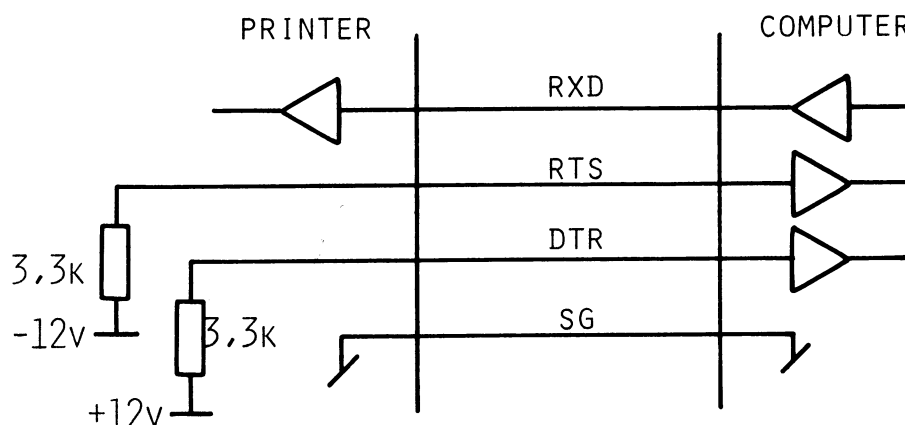 PRINTER COMPUTER
RXD
RTS
DTR
3,3K
SG
3,3K
-12V
+12V